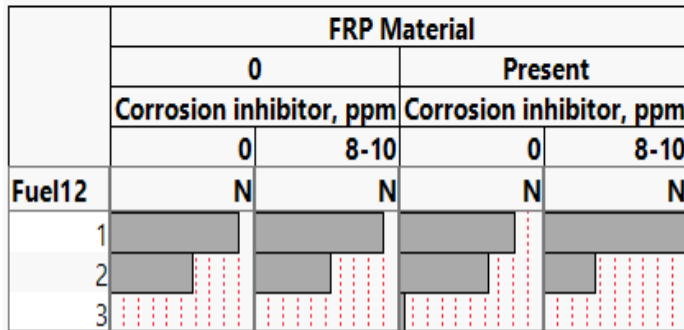 FRP Material
0 Present
Corrosion inhibitor, ppm Corrosion inhibitor, ppm
0 8-10 0 8-10
Fuel12 N N N N
1
2
3